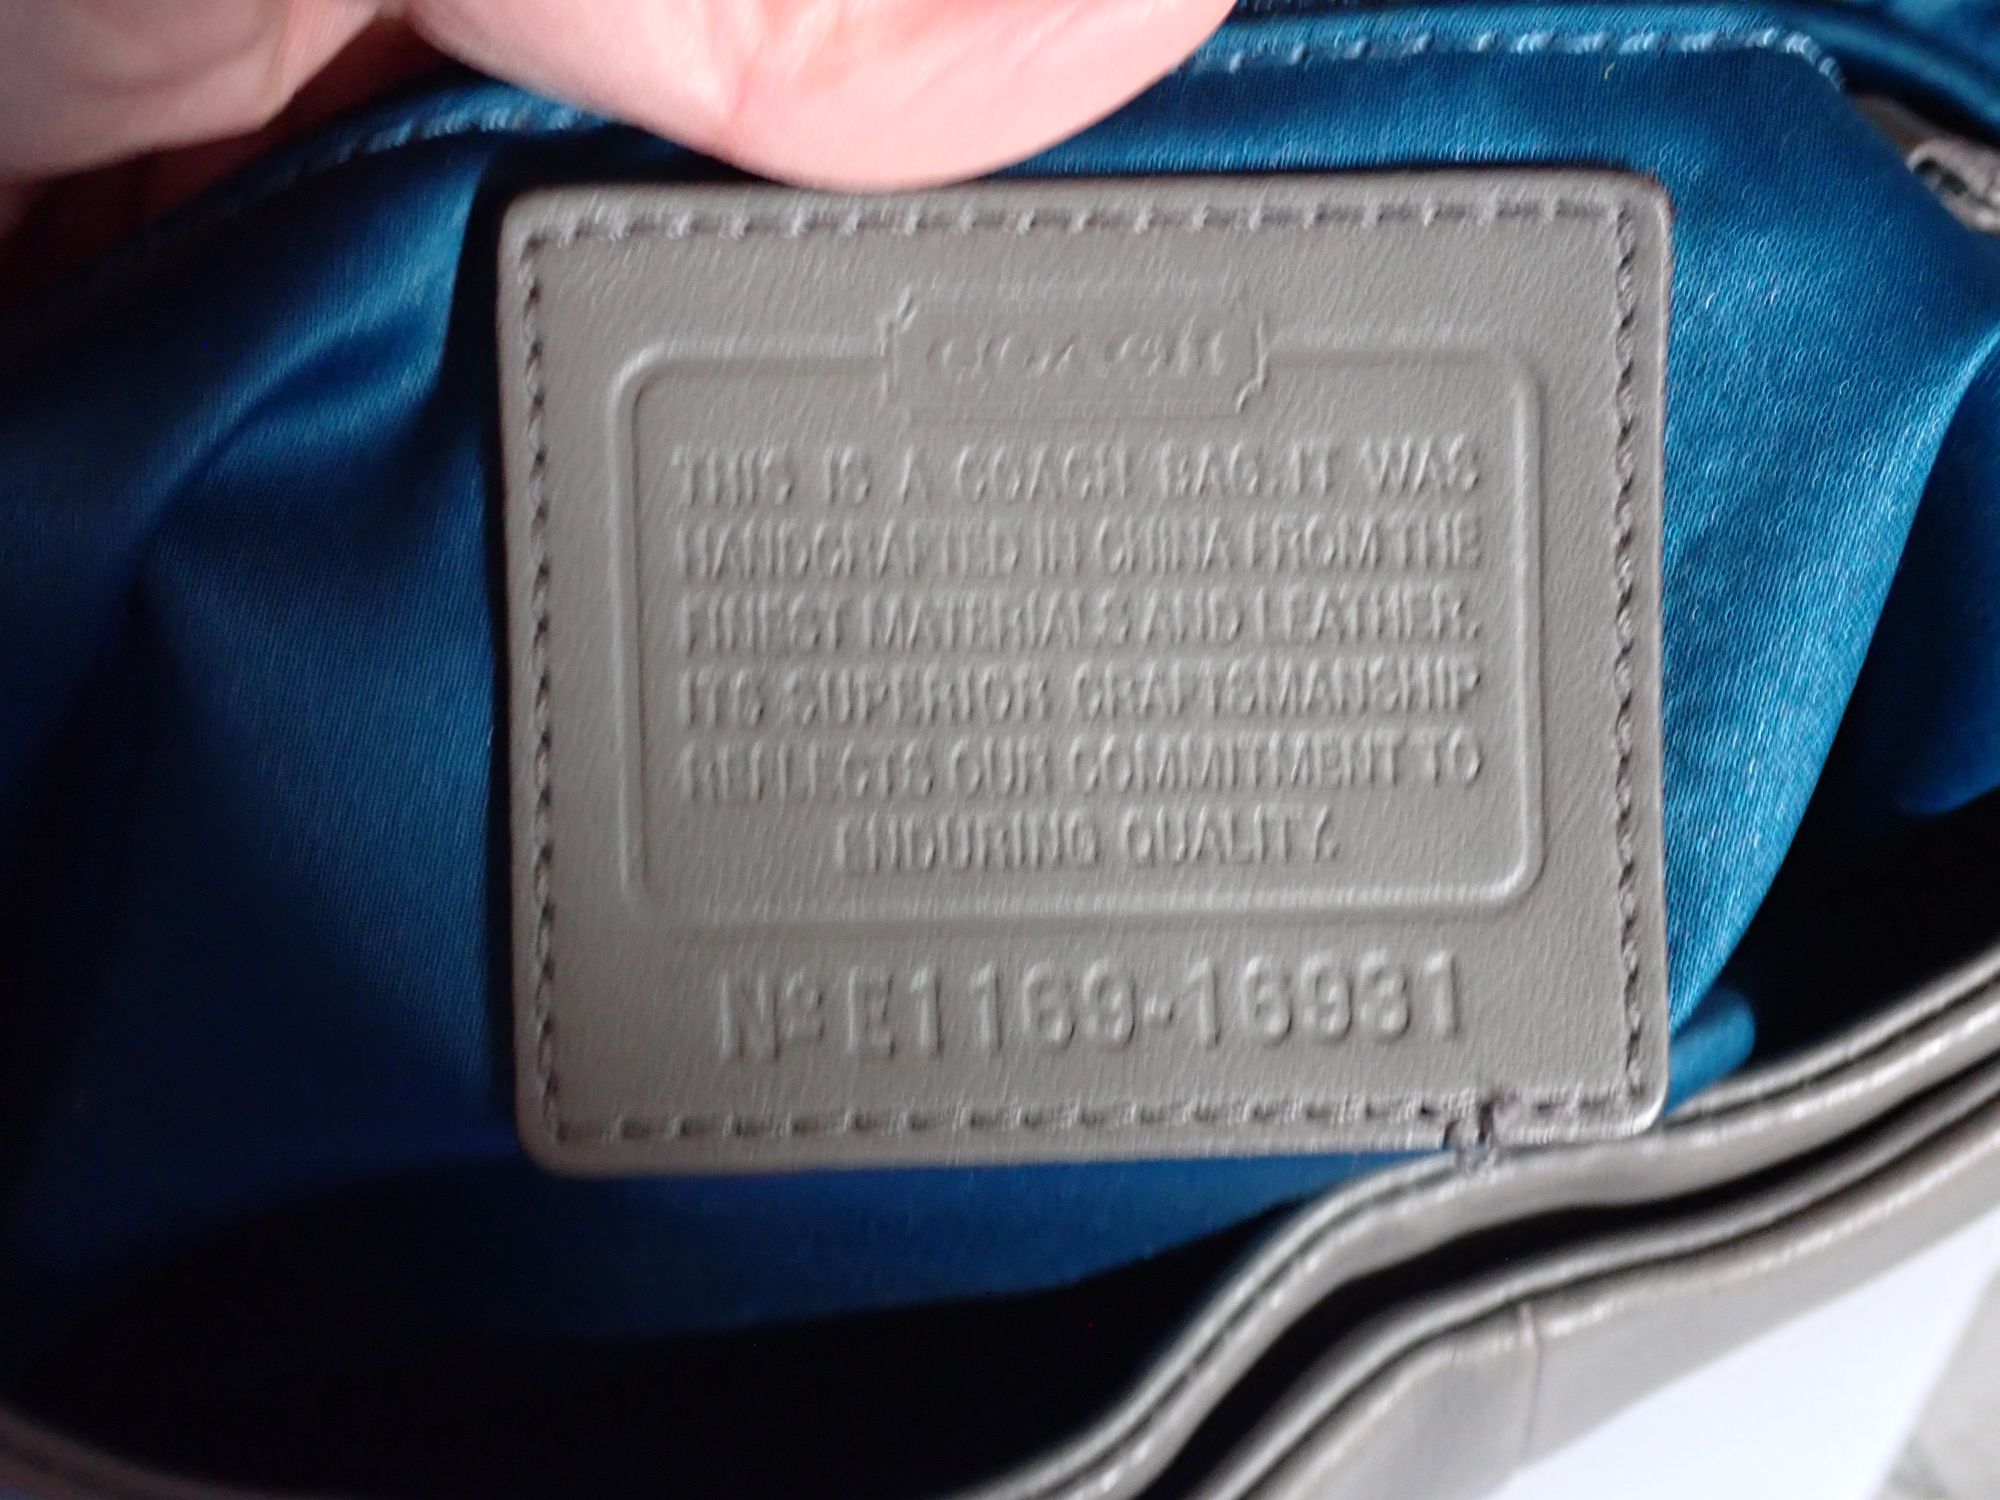 COACH
THIS IS A COACH BAG. IT WAS
HANDCRAFTED IN CHINA FROM THE
FINEST MATERIALS AND LEATHER.
ITS SUPERIOR CRAFTSMANSHIP
REFLECTS OUR COMMITMENT TO
ENDURING QUALITY.
Nº E1169-16931